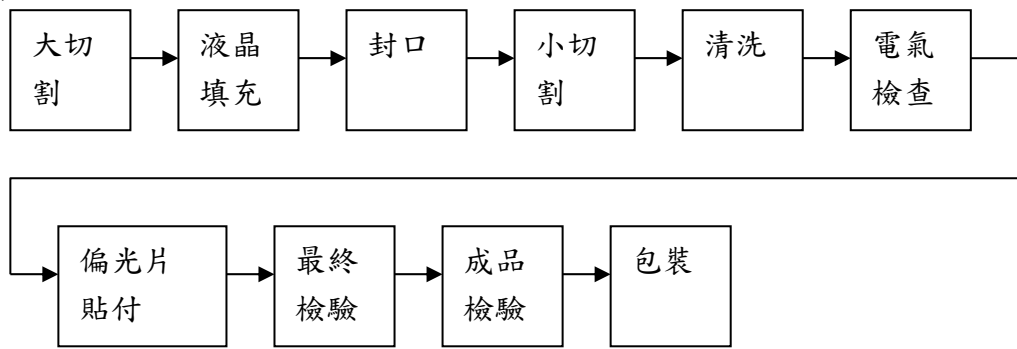 大切
割
液晶
填充
封口
小切
割
清洗
電氣
檢查
偏光片
貼付
最終
檢驗
成品
檢驗
包裝